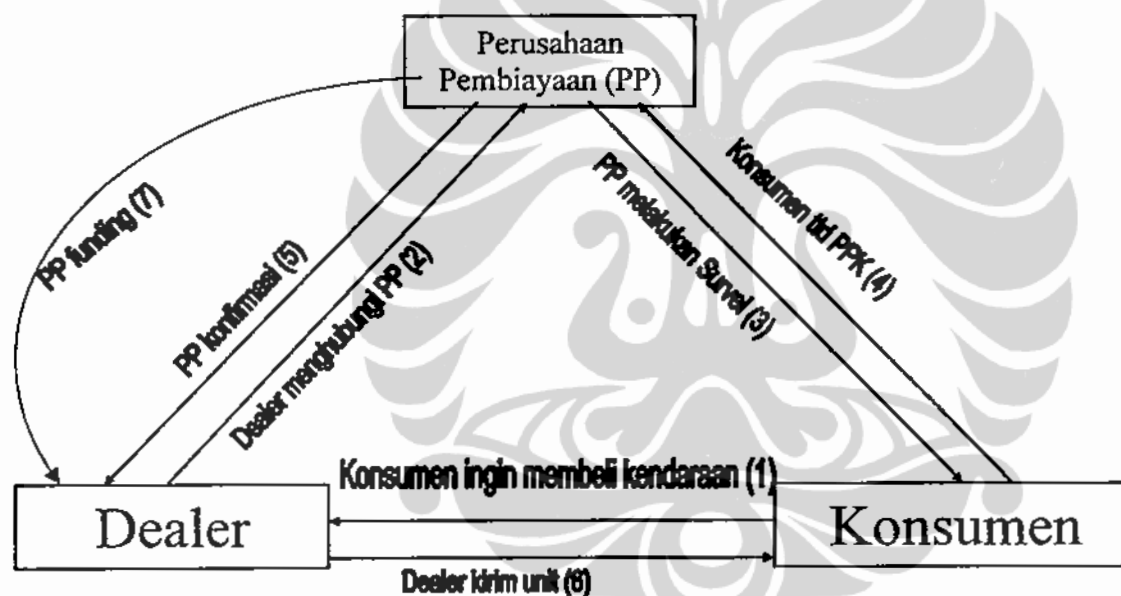 Perusahaan
Pembiayaan (PP)
PP funding (7)
PP konfirmasi (5)
Dealer menghubungi PP (2)
PP melakukan Survei (3)
Konsumen ttd PPK (4)
Konsumen ingin membeli kendaraan (1)
Dealer
Konsumen
Dealer kirim unit (6)